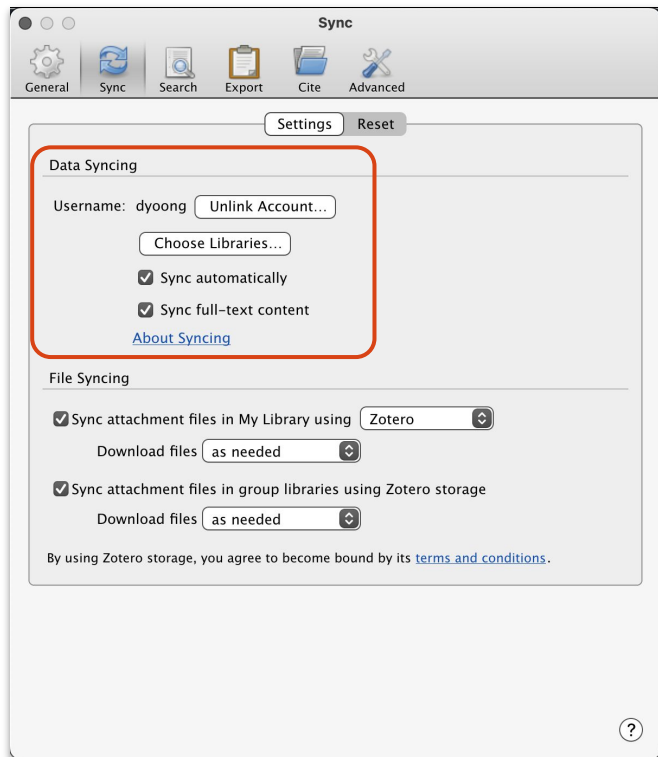 Sync
General Sync Search Export Cite Advanced
Settings Reset
Data Syncing
Username: dyoong Unlink Account...
Choose Libraries...
Sync automatically
Sync full-text content
About Syncing
File Syncing
Sync attachment files in My Library using Zotero
Download files as needed
Sync attachment files in group libraries using Zotero storage
Download files as needed
By using Zotero storage, you agree to become bound by its terms and conditions.
?